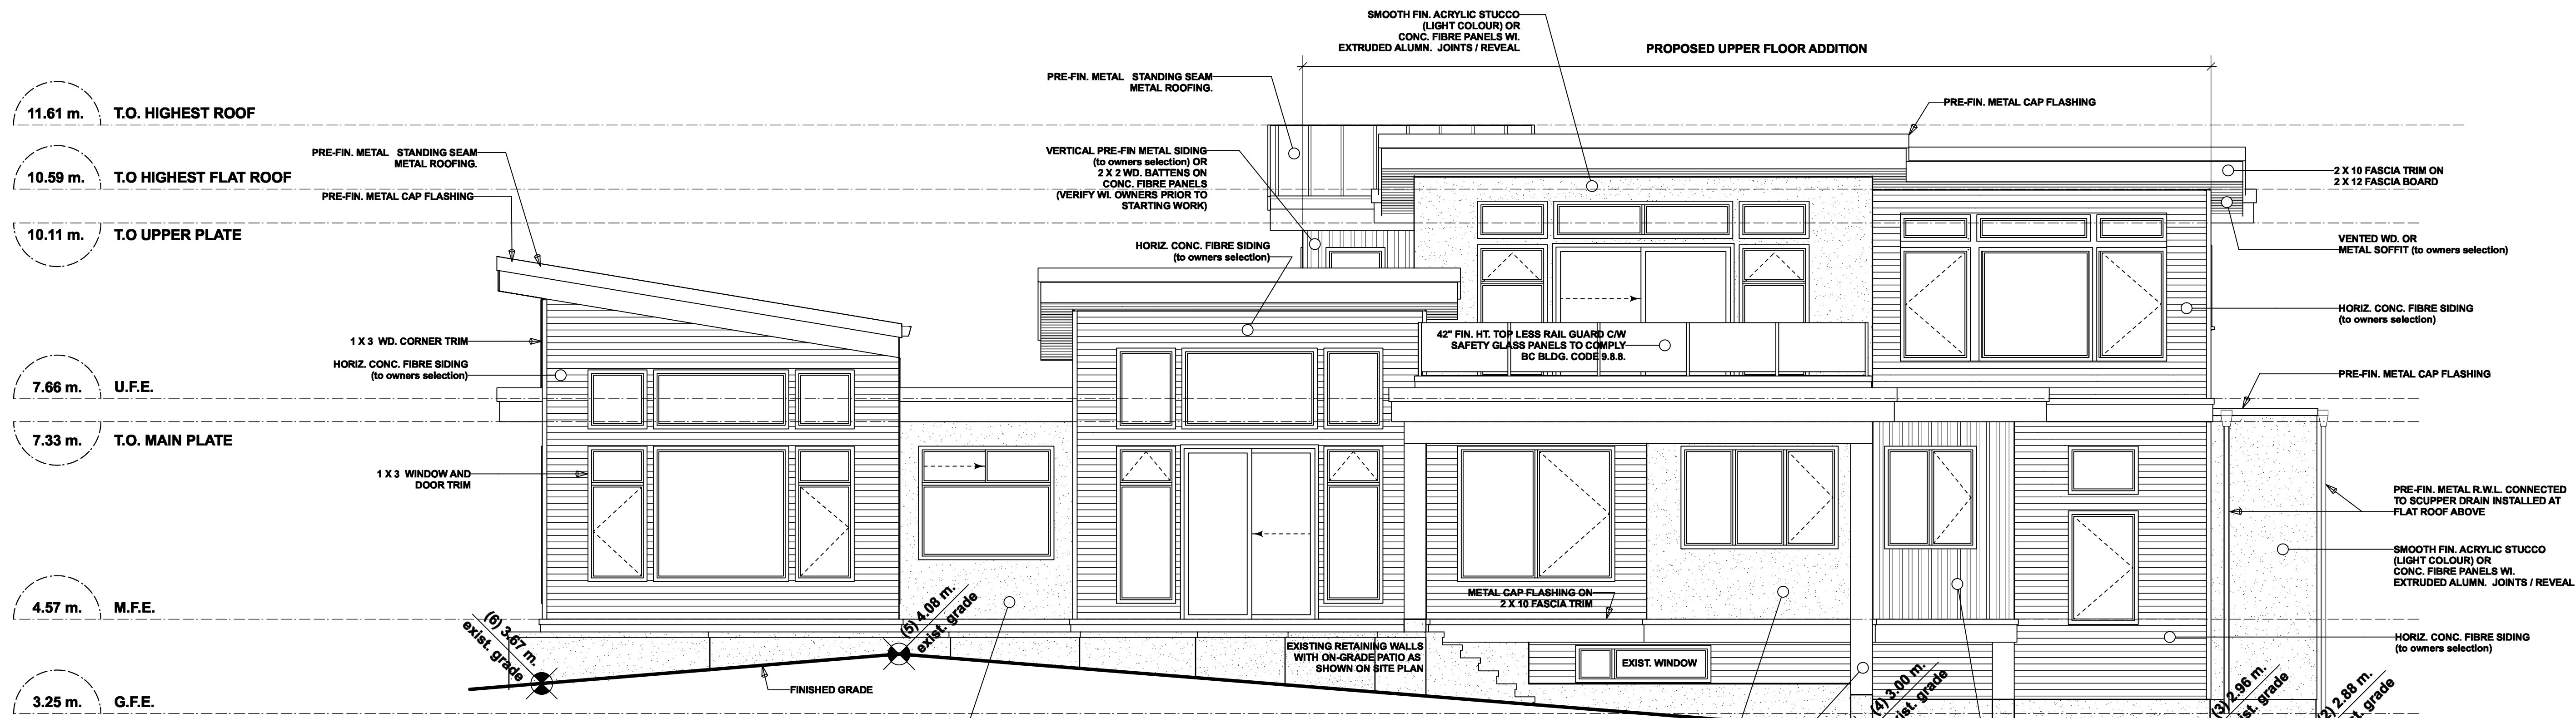 SMOOTH FIN. ACRYLIC STUCCO
(LIGHT COLOUR) OR
CONC. FIBRE PANELS WI.
EXTRUDED ALUMN. JOINTS / REVEAL
PROPOSED UPPER FLOOR ADDITION
PRE-FIN. METAL STANDING SEAM
METAL ROOFING.
PRE-FIN. METAL CAP FLASHING
11.61 m. T.O. HIGHEST ROOF
PRE-FIN. METAL STANDING SEAM
METAL ROOFING.
VERTICAL PRE-FIN METAL SIDING
(to owners selection) OR
2 X 2 WD. BATTENS ON
CONC. FIBRE PANELS
(VERIFY WI. OWNERS PRIOR TO
STARTING WORK)
10.59 m. T.O HIGHEST FLAT ROOF
2 X 10 FASCIA TRIM ON
2 X 12 FASCIA BOARD
PRE-FIN. METAL CAP FLASHING
10.11 m. T.O UPPER PLATE
HORIZ. CONC. FIBRE SIDING
(to owners selection)
VENTED WD. OR
METAL SOFFIT (to owners selection)
HORIZ. CONC. FIBRE SIDING
(to owners selection)
1 X 3 WD. CORNER TRIM
42" FIN. HT. TOP LESS RAIL GUARD C/W
SAFETY GLASS PANELS TO COMPLY
BC BLDG. CODE 9.8.8.
HORIZ. CONC. FIBRE SIDING
(to owners selection)
7.66 m. U.F.E.
PRE-FIN. METAL CAP FLASHING
7.33 m. T.O. MAIN PLATE
1 X 3 WINDOW AND
DOOR TRIM
PRE-FIN. METAL R.W.L. CONNECTED
TO SCUPPER DRAIN INSTALLED AT
FLAT ROOF ABOVE
SMOOTH FIN. ACRYLIC STUCCO
(LIGHT COLOUR) OR
CONC. FIBRE PANELS WI.
EXTRUDED ALUMN. JOINTS / REVEAL
4.57 m. M.F.E.
METAL CAP FLASHING ON
2 X 10 FASCIA TRIM
(6) 3.67 m.
exist. grade
(5) 4.08 m.
exist. grade
EXISTING RETAINING WALLS
WITH ON-GRADE PATIO AS
SHOWN ON SITE PLAN
EXIST. WINDOW
HORIZ. CONC. FIBRE SIDING
(to owners selection)
FINISHED GRADE
3.25 m. G.F.E.
(4) 3.00 m.
exist. grade
(3) 2.96 m.
exist. grade
(2) 2.88 m.
exist. grade